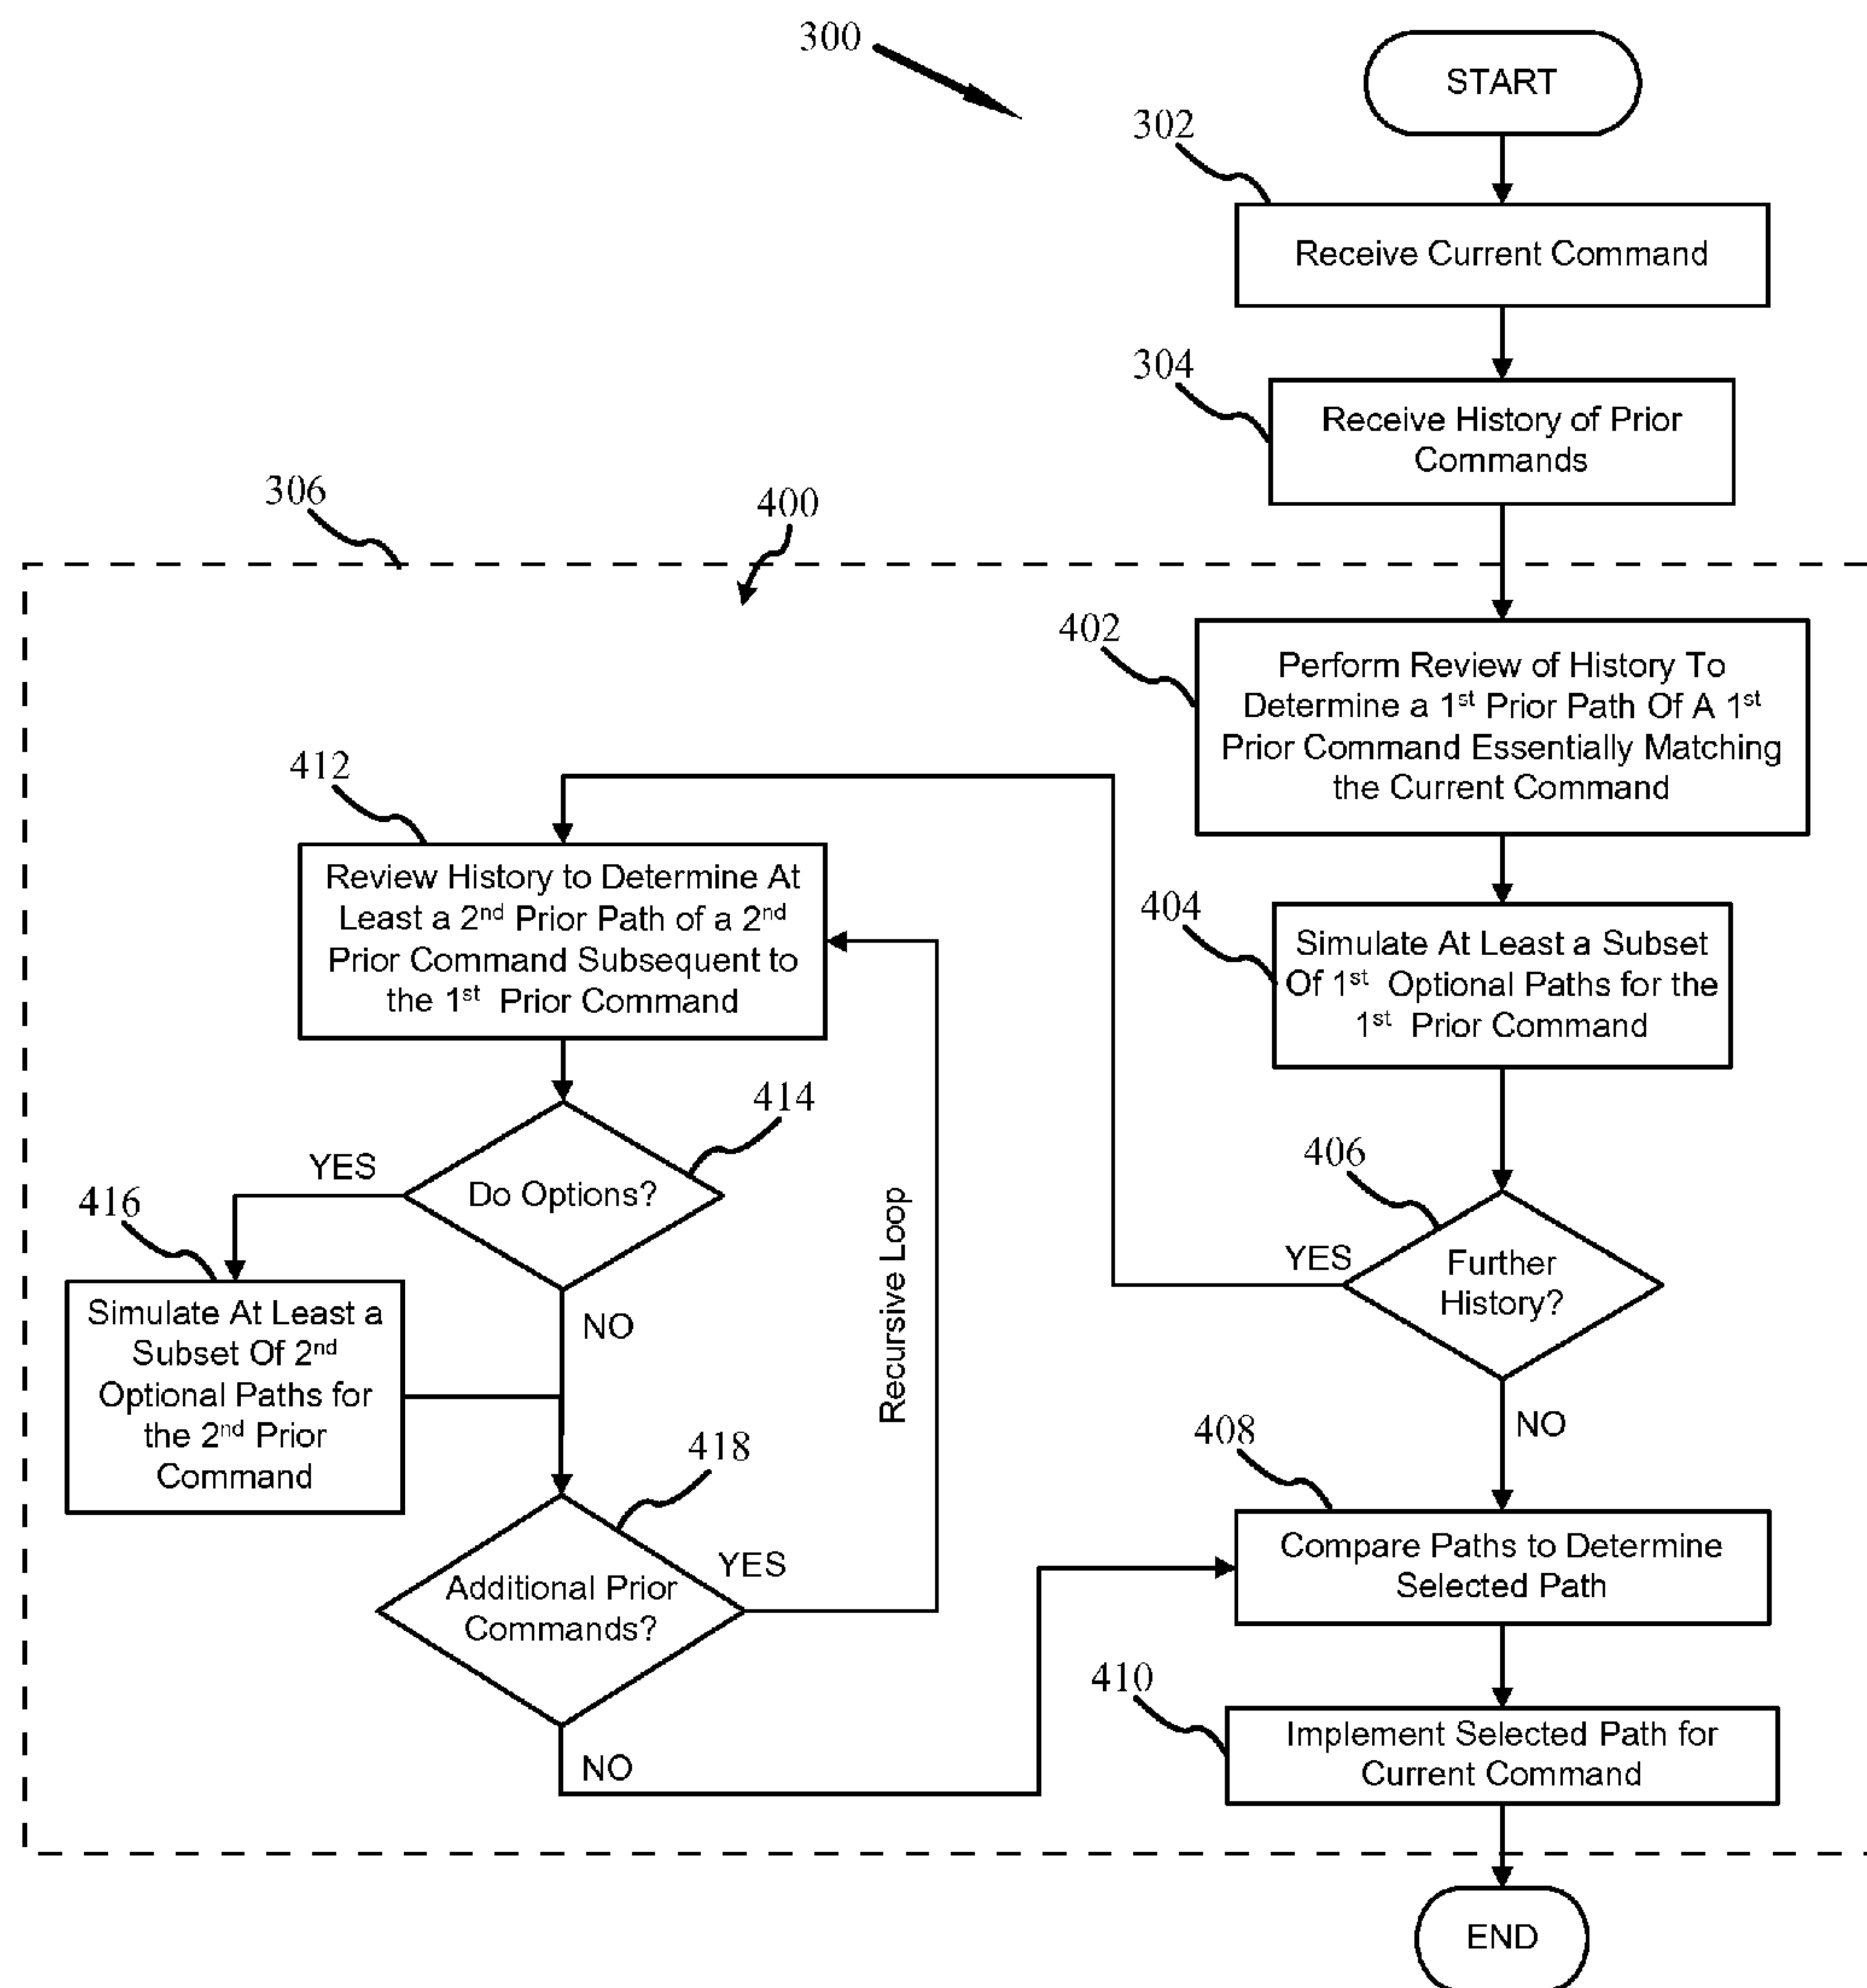 300
START
302
Receive Current Command
304
Receive History of Prior
Commands
306
400
402
Perform Review of History To
Determine a 1st Prior Path Of A 1st
Prior Command Essentially Matching
the Current Command
404
Simulate At Least a Subset
Of 1st Optional Paths for the
1st Prior Command
406
Further
History?
YES
NO
412
Review History to Determine At
Least a 2nd Prior Path of a 2nd
Prior Command Subsequent to
the 1st Prior Command
414
Do Options?
YES
NO
416
Simulate At Least a
Subset Of 2nd
Optional Paths for
the 2nd Prior
Command
418
Additional Prior
Commands?
YES
Recursive Loop
NO
408
Compare Paths to Determine
Selected Path
410
Implement Selected Path for
Current Command
END